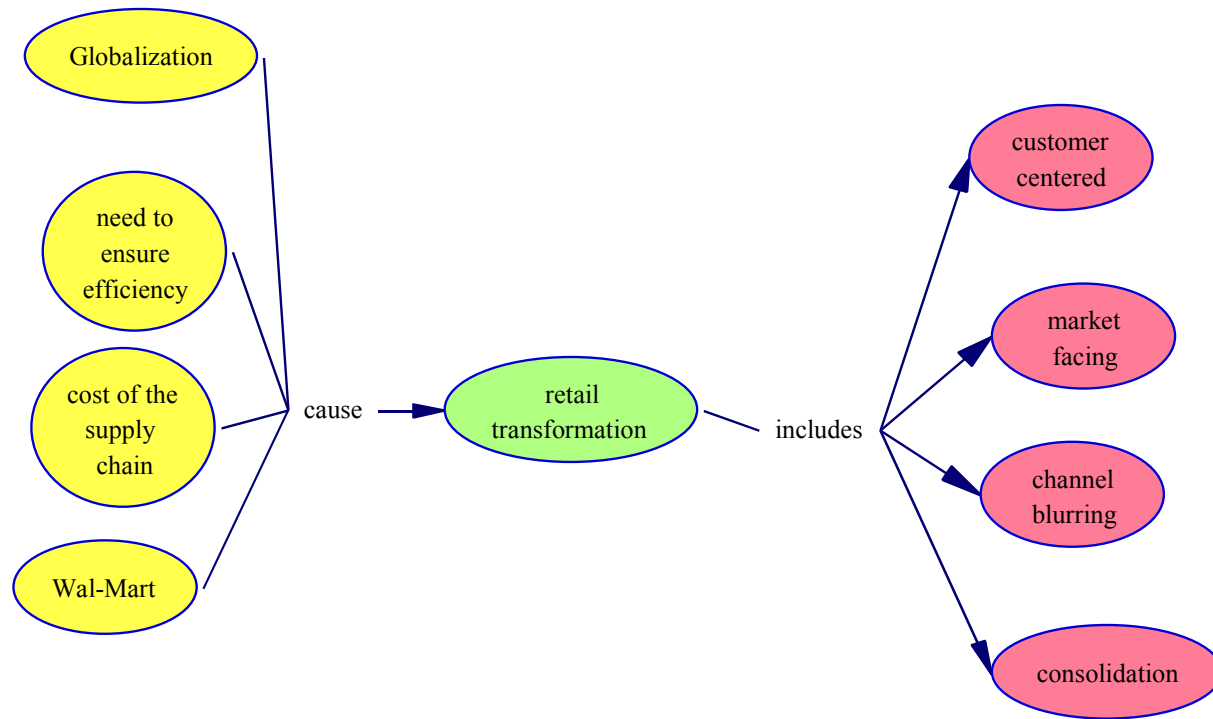 Globalization
need to
ensure
efficiency
cost of the
supply
chain
Wal-Mart
cause
retail
transformation
includes
customer
centered
market
facing
channel
blurring
consolidation